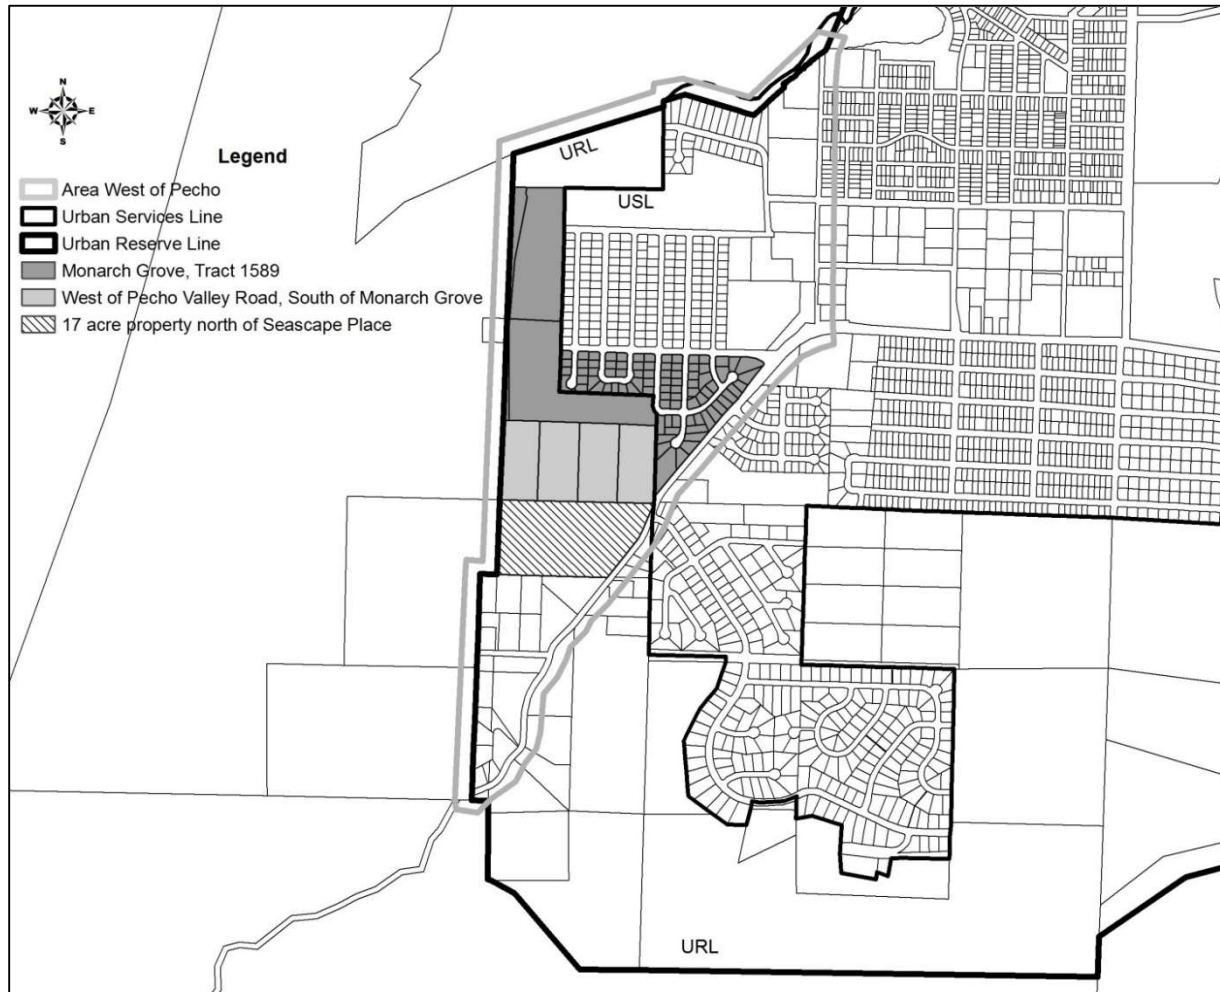 N
W E
S
Legend
Area West of Pecho
Urban Services Line
Urban Reserve Line
Monarch Grove, Tract 1589
West of Pecho Valley Road, South of Monarch Grove
17 acre property north of Seascape Place
URL
USL
URL